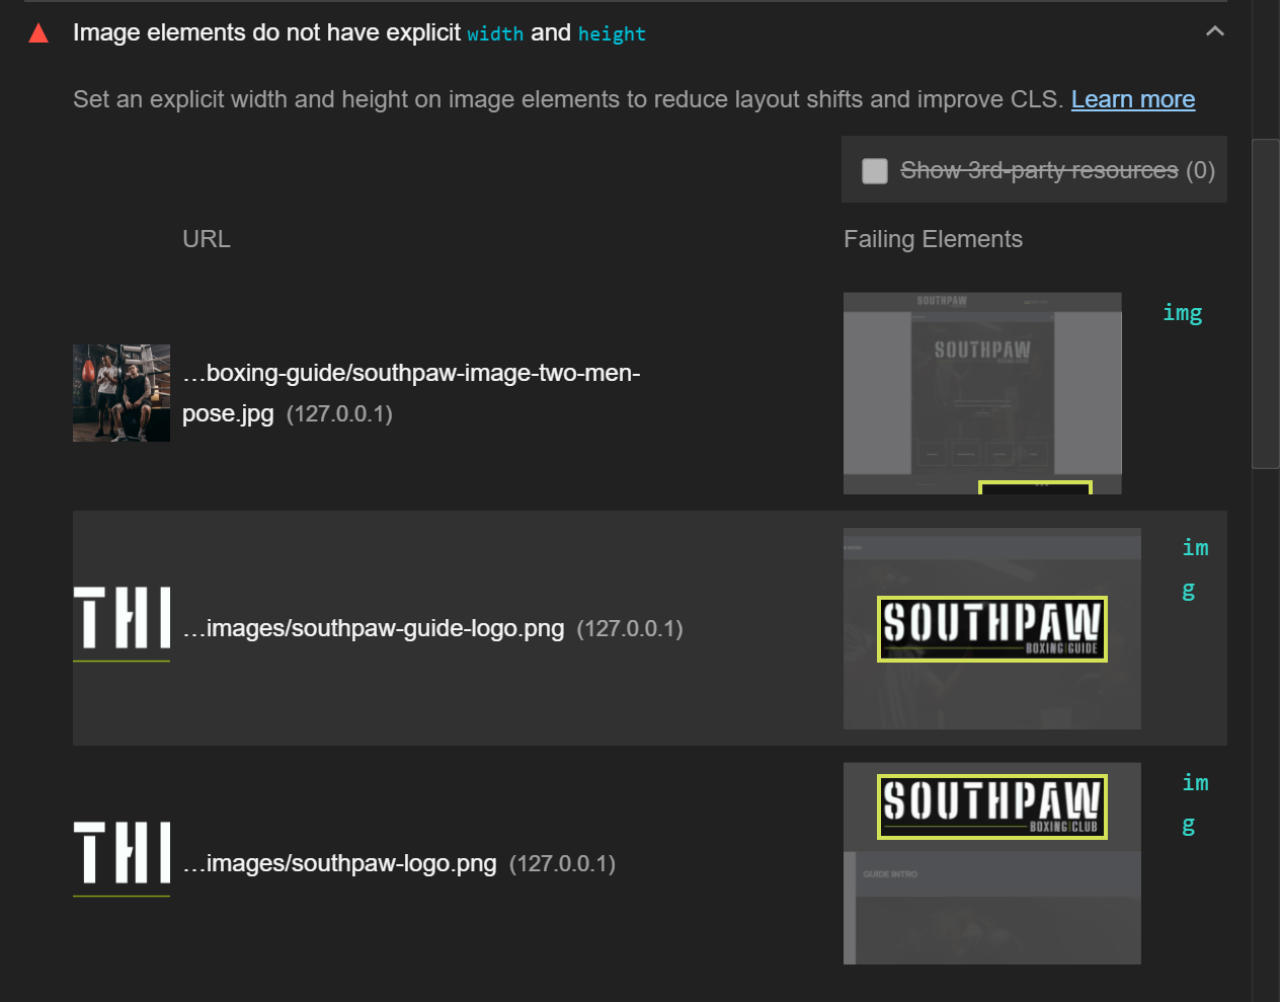 Image elements do not have explicit width and height
Set an explicit width and height on image elements to reduce layout shifts and improve CLS. Learn more
Show 3rd-party resources (0)
URL
Failing Elements
SOUTHPAW
SOUTHPAW
img
…boxing-guide/southpaw-image-two-men-
pose.jpg (127.0.0.1)
im
g
THI
…images/southpaw-guide-logo.png (127.0.0.1)
SOUTHPAW
BOXING|GUIDE
im
g
THI
…images/southpaw-logo.png (127.0.0.1)
SOUTHPAW
BOXING|CLUB
GUIDE INTRO